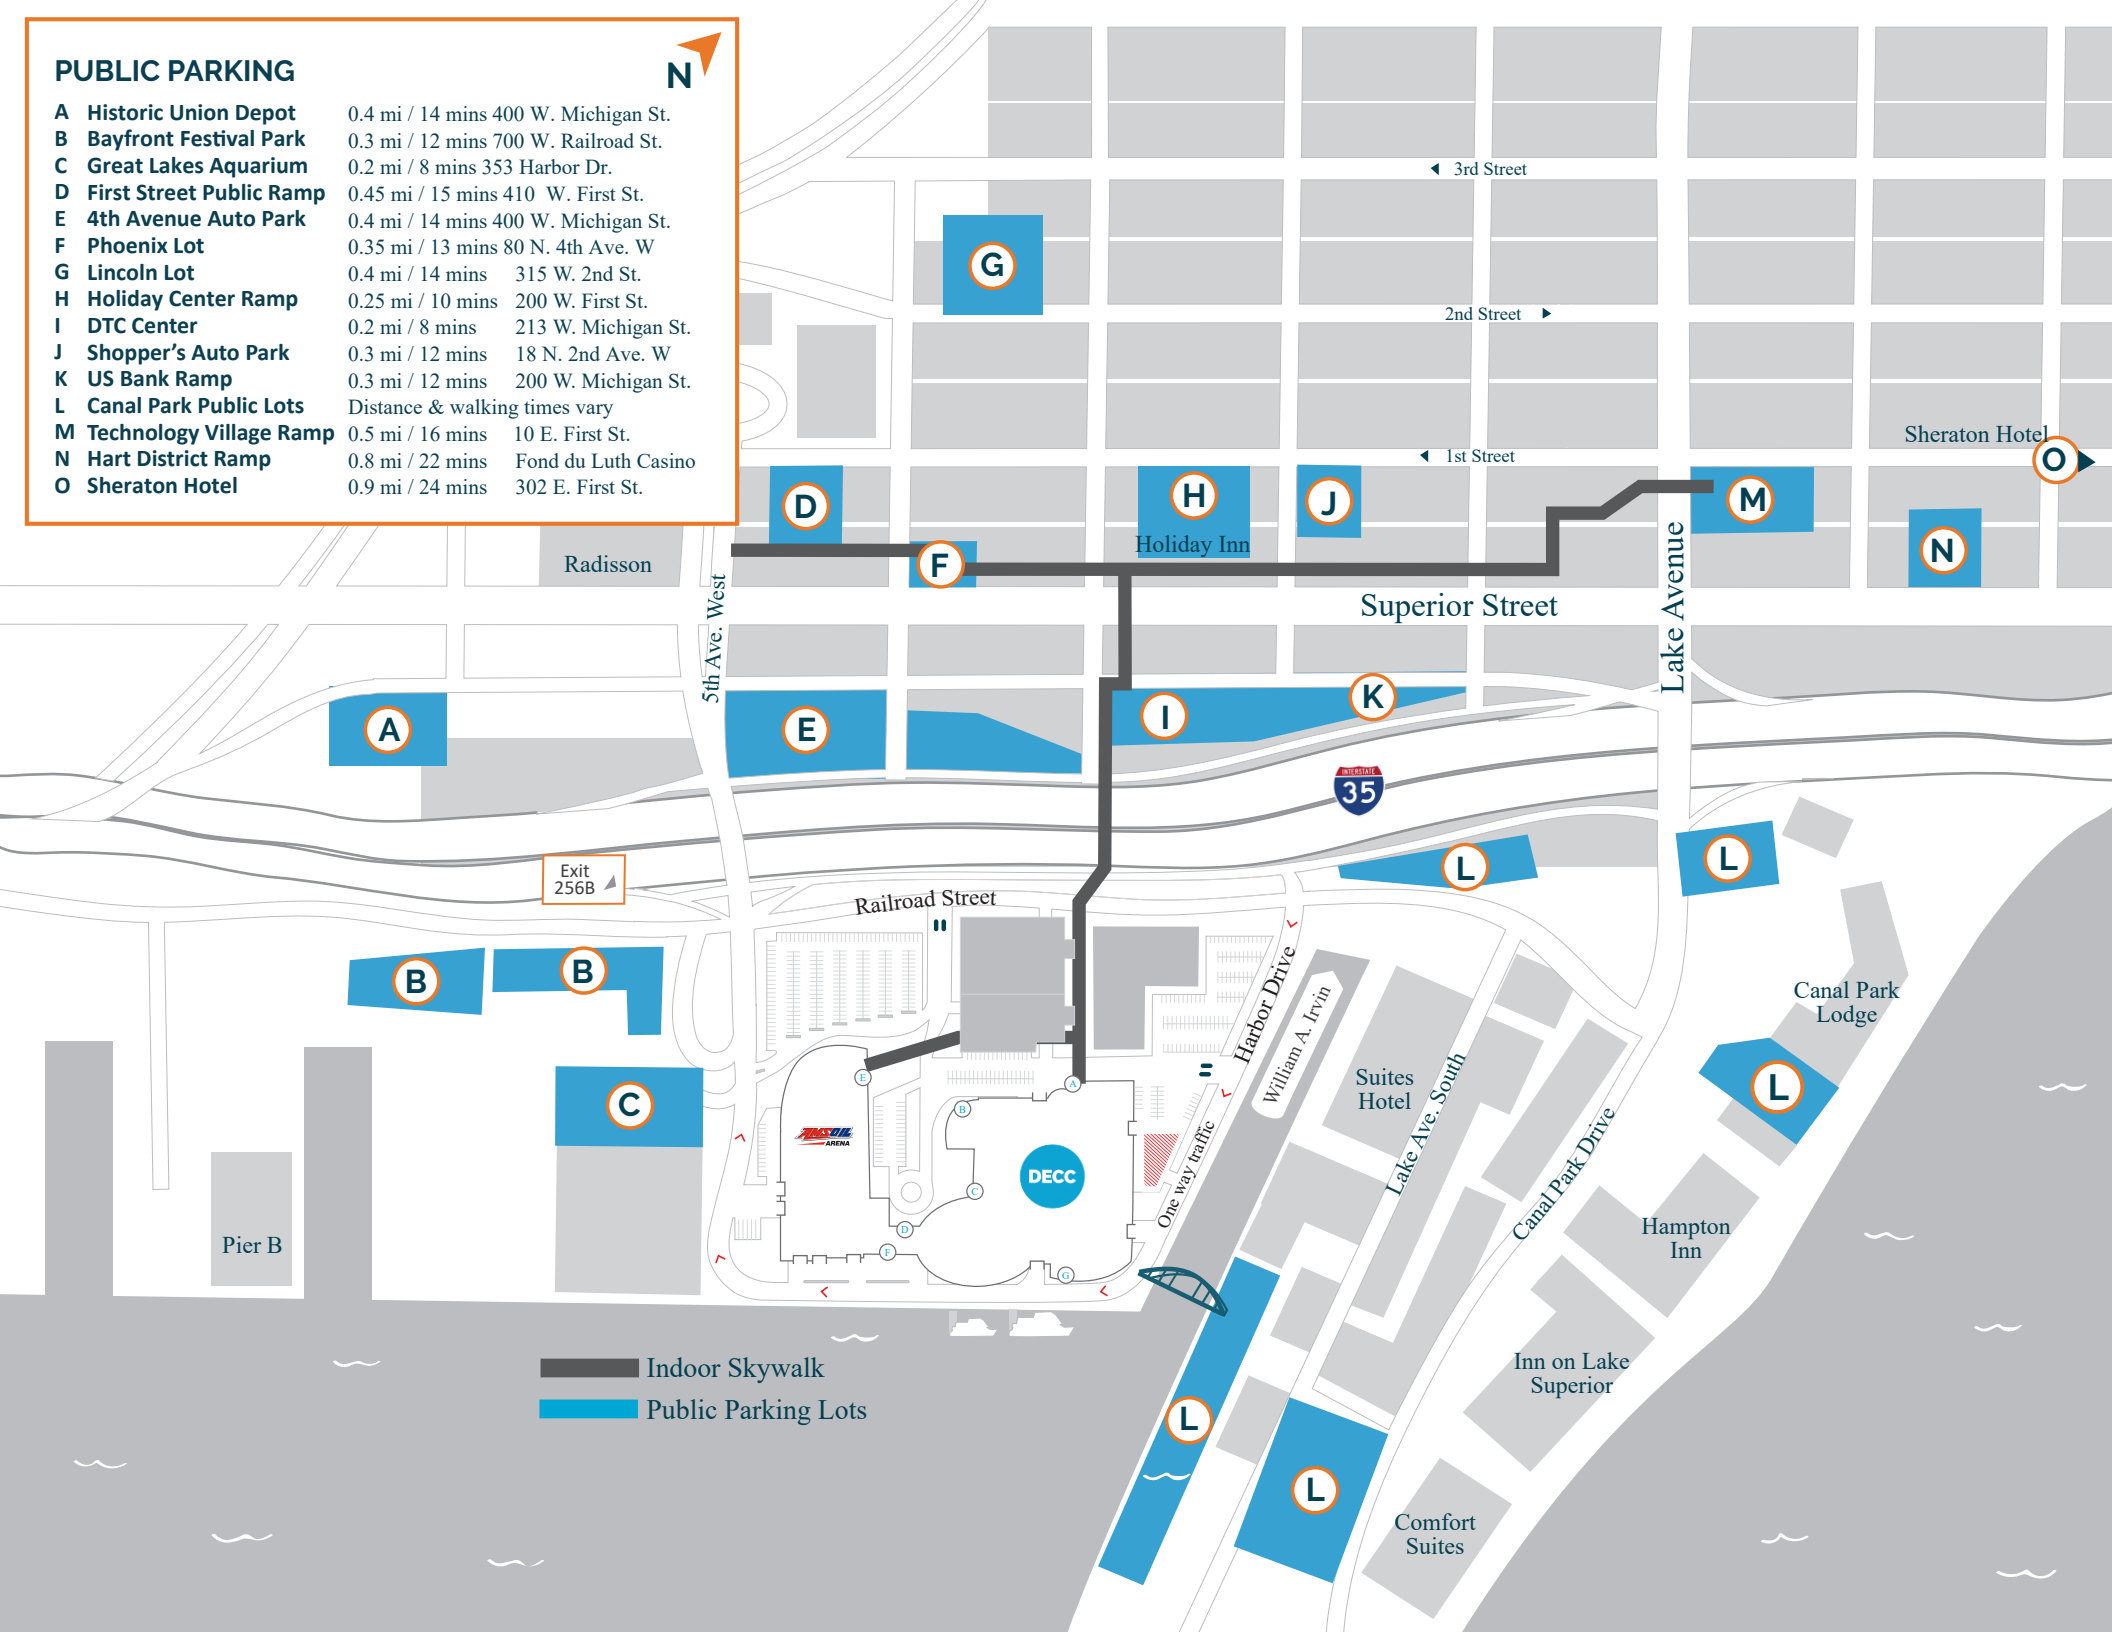 PUBLIC PARKING
N
A Historic Union Depot 0.4 mi / 14 mins 400 W. Michigan St.
B Bayfront Festival Park 0.3 mi / 12 mins 700 W. Railroad St.
C Great Lakes Aquarium 0.2 mi / 8 mins 353 Harbor Dr.
D First Street Public Ramp 0.45 mi / 15 mins 410 W. First St.
E 4th Avenue Auto Park 0.4 mi / 14 mins 400 W. Michigan St.
F Phoenix Lot 0.35 mi / 13 mins 80 N. 4th Ave. W
G Lincoln Lot 0.4 mi / 14 mins 315 W. 2nd St.
H Holiday Center Ramp 0.25 mi / 10 mins 200 W. First St.
I DTC Center 0.2 mi / 8 mins 213 W. Michigan St.
J Shopper's Auto Park 0.3 mi / 12 mins 18 N. 2nd Ave. W
K US Bank Ramp 0.3 mi / 12 mins 200 W. Michigan St.
L Canal Park Public Lots Distance & walking times vary
M Technology Village Ramp 0.5 mi / 16 mins 10 E. First St.
N Hart District Ramp 0.8 mi / 22 mins Fond du Luth Casino
O Sheraton Hotel 0.9 mi / 24 mins 302 E. First St.
3rd Street
G
2nd Street
Sheraton Hotel
O
1st Street
D
H
J
M
Holiday Inn
N
F
Radisson
5th Ave. West
Superior Street
Lake Avenue
A
E
I
K
INTERSTATE
35
L
L
Exit
256B
Railroad Street
B
B
Harbor Drive
William A. Irvin
Canal Park
Lodge
C
E
A
B
C
D
F
G
AMSOIL
ARENA
DECC
One way traffic
Suites
Hotel
Lake Ave. South
Canal Park Drive
L
Pier B
Hampton
Inn
Inn on Lake
Superior
Indoor Skywalk
Public Parking Lots
L
L
Comfort
Suites